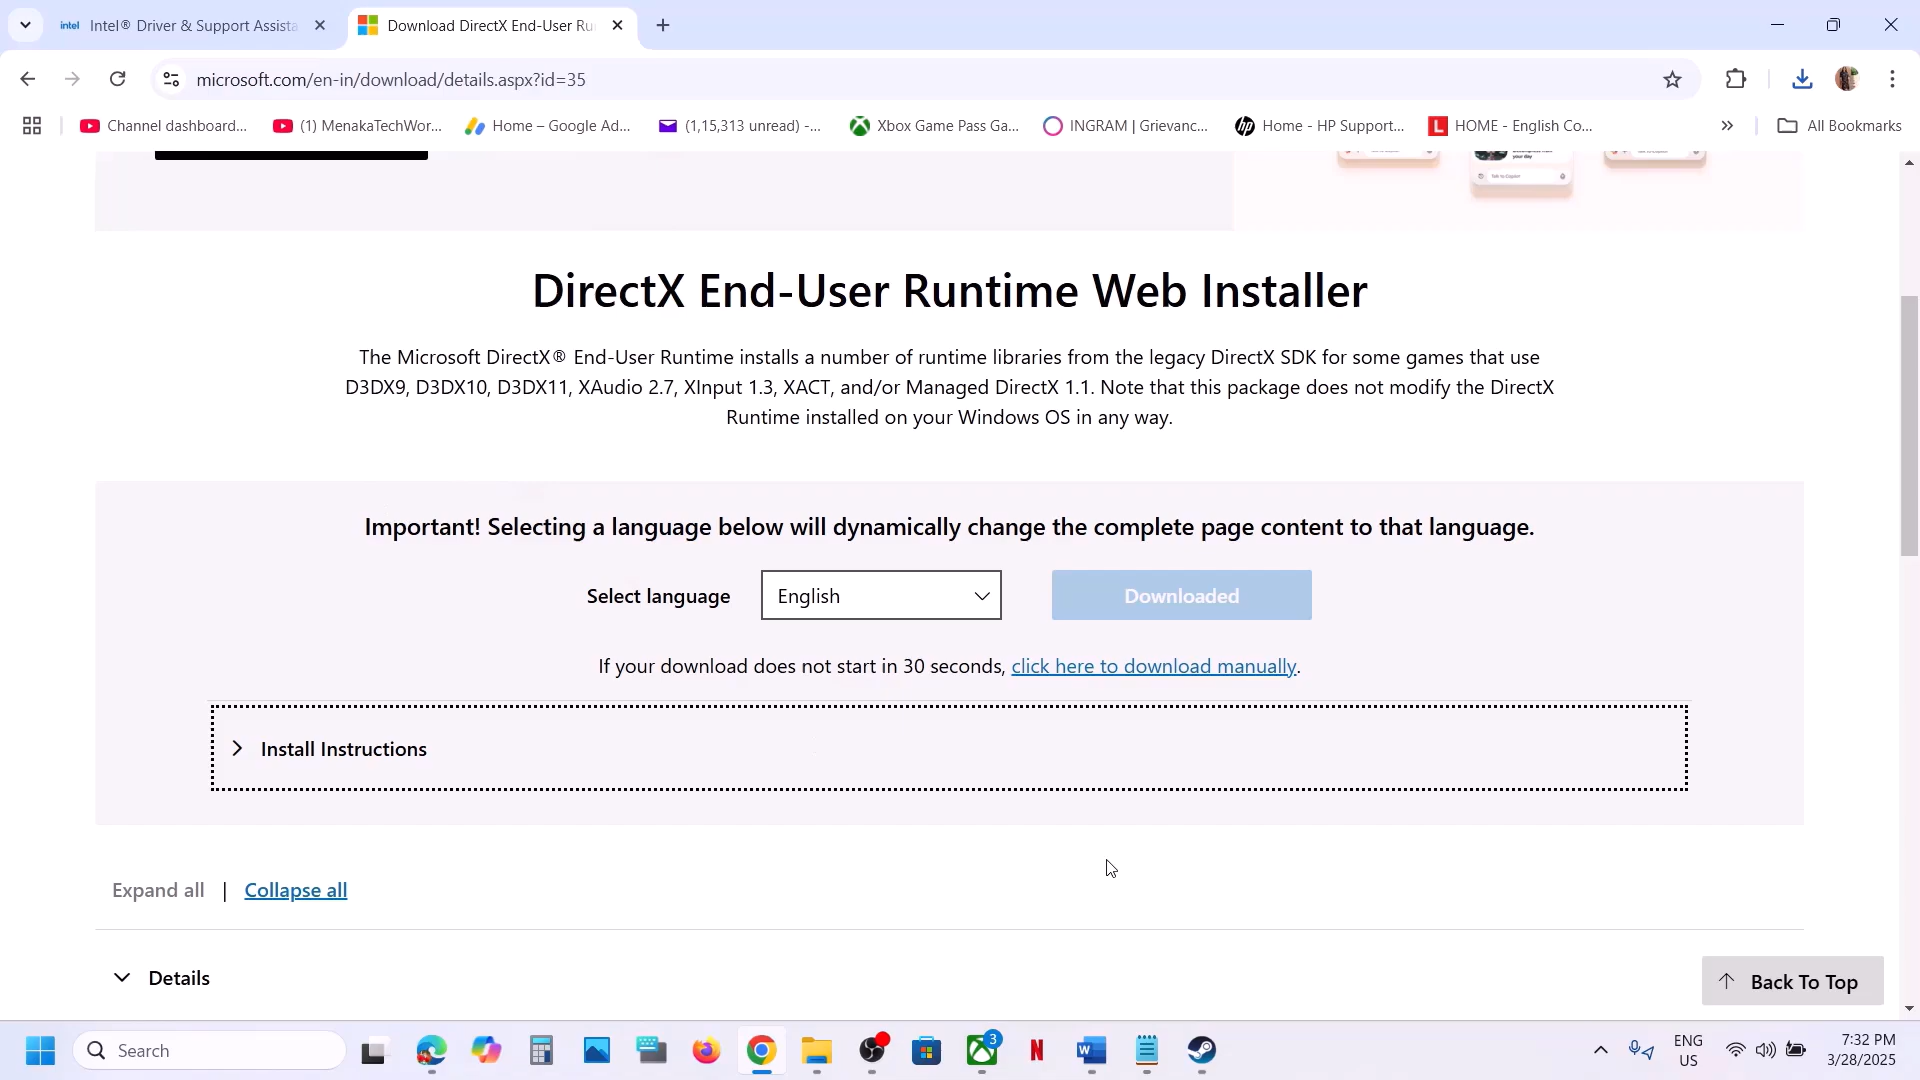 intel Intel® Driver & Support Assista
Download DirectX End-User Ru
microsoft.com/en-in/download/details.aspx?id=35
Channel dashboard...
(1) MenakaTechWor...
Home – Google Ad...
(1,15,313 unread) -...
Xbox Game Pass Ga...
INGRAM | Grievanc...
Home - HP Support...
HOME - English Co...
All Bookmarks
your day
Talk to Copilot
DirectX End-User Runtime Web Installer
The Microsoft DirectX® End-User Runtime installs a number of runtime libraries from the legacy DirectX SDK for some games that use
D3DX9, D3DX10, D3DX11, XAudio 2.7, XInput 1.3, XACT, and/or Managed DirectX 1.1. Note that this package does not modify the DirectX
Runtime installed on your Windows OS in any way.
Important! Selecting a language below will dynamically change the complete page content to that language.
Select language English Downloaded
If your download does not start in 30 seconds, click here to download manually.
Install Instructions
Expand all | Collapse all
Details
Back To Top
Search
3
ENG
US
7:32 PM
3/28/2025